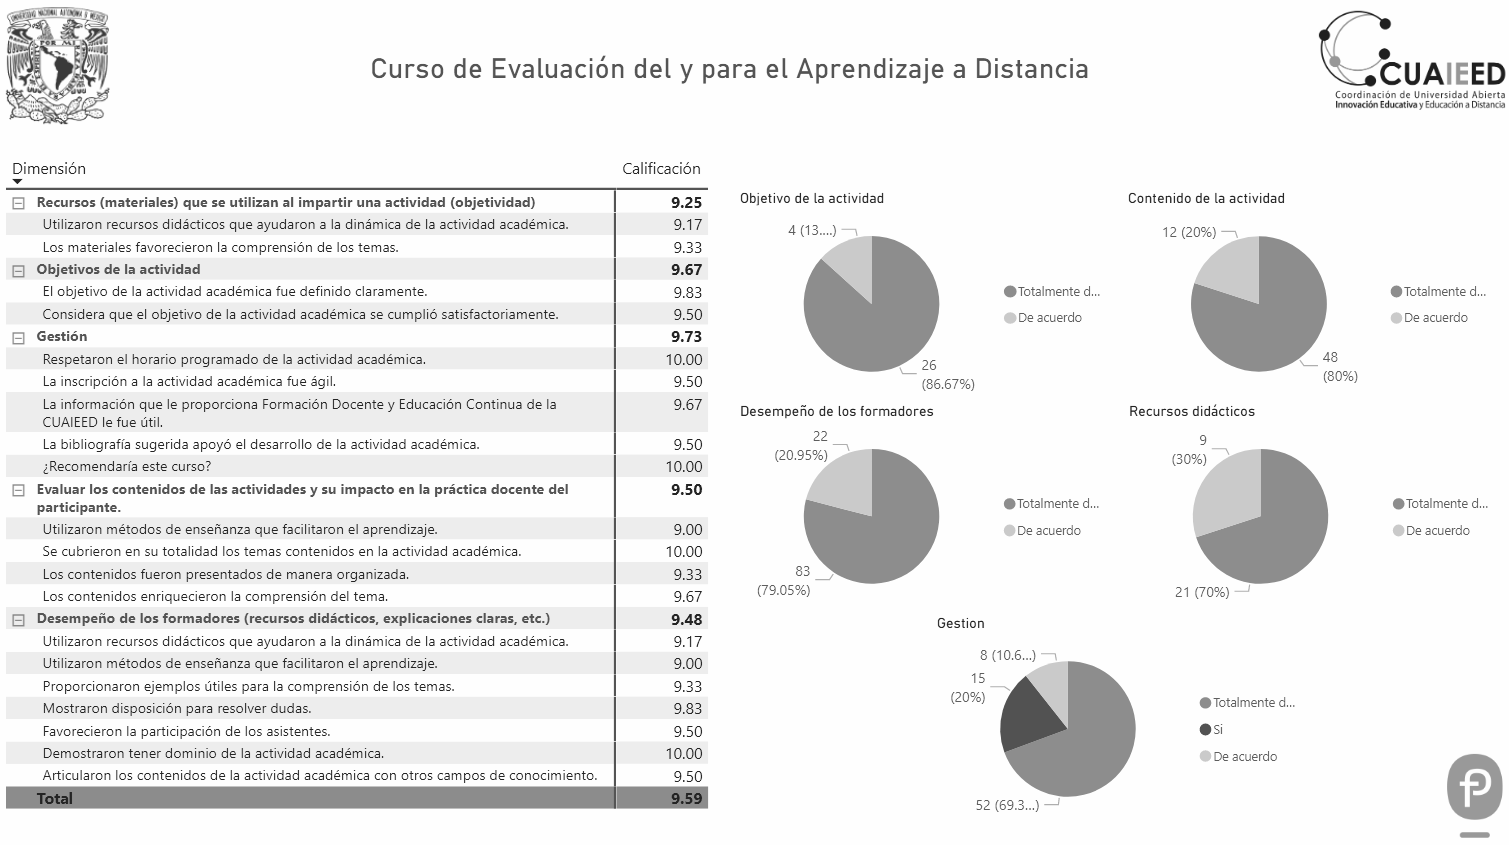 Curso de Evaluación del y para el Aprendizaje a Distancia
CUAIEED
Coordinación de Universidad Abierta
Innovación Educativa y Educación a Distancia
Dimensión Calificación
Recursos (materiales) que se utilizan al impartir una actividad (objetividad) 9.25
Utilizaron recursos didácticos que ayudaron a la dinámica de la actividad académica. 9.17
Los materiales favorecieron la comprensión de los temas. 9.33
Objetivos de la actividad 9.67
El objetivo de la actividad académica fue definido claramente. 9.83
Considera que el objetivo de la actividad académica se cumplió satisfactoriamente. 9.50
Gestión 9.73
Respetaron el horario programado de la actividad académica. 10.00
La inscripción a la actividad académica fue ágil. 9.50
La información que le proporciona Formación Docente y Educación Continua de la 9.67
CUAIEED le fue útil.
La bibliografía sugerida apoyó el desarrollo de la actividad académica. 9.50
¿Recomendaría este curso? 10.00
Evaluar los contenidos de las actividades y su impacto en la práctica docente del 9.50
participante.
Utilizaron métodos de enseñanza que facilitaron el aprendizaje. 9.00
Se cubrieron en su totalidad los temas contenidos en la actividad académica. 10.00
Los contenidos fueron presentados de manera organizada. 9.33
Los contenidos enriquecieron la comprensión del tema. 9.67
Desempeño de los formadores (recursos didácticos, explicaciones claras, etc.) 9.48
Utilizaron recursos didácticos que ayudaron a la dinámica de la actividad académica. 9.17
Utilizaron métodos de enseñanza que facilitaron el aprendizaje. 9.00
Proporcionaron ejemplos útiles para la comprensión de los temas. 9.33
Mostraron disposición para resolver dudas. 9.83
Favorecieron la participación de los asistentes. 9.50
Demostraron tener dominio de la actividad académica. 10.00
Articularon los contenidos de la actividad académica con otros campos de conocimiento. 9.50
Total 9.59
Objetivo de la actividad
4 (13....)
26
(86.67%)
Totalmente d...
De acuerdo
Contenido de la actividad
12 (20%)
48
(80%)
Totalmente d...
De acuerdo
Desempeño de los formadores
22
(20.95%)
83
(79.05%)
Totalmente d...
De acuerdo
Recursos didácticos
9
(30%)
21 (70%)
Totalmente d...
De acuerdo
Gestion
8 (10.6...)
15
(20%)
52 (69.3...)
Totalmente d...
Si
De acuerdo